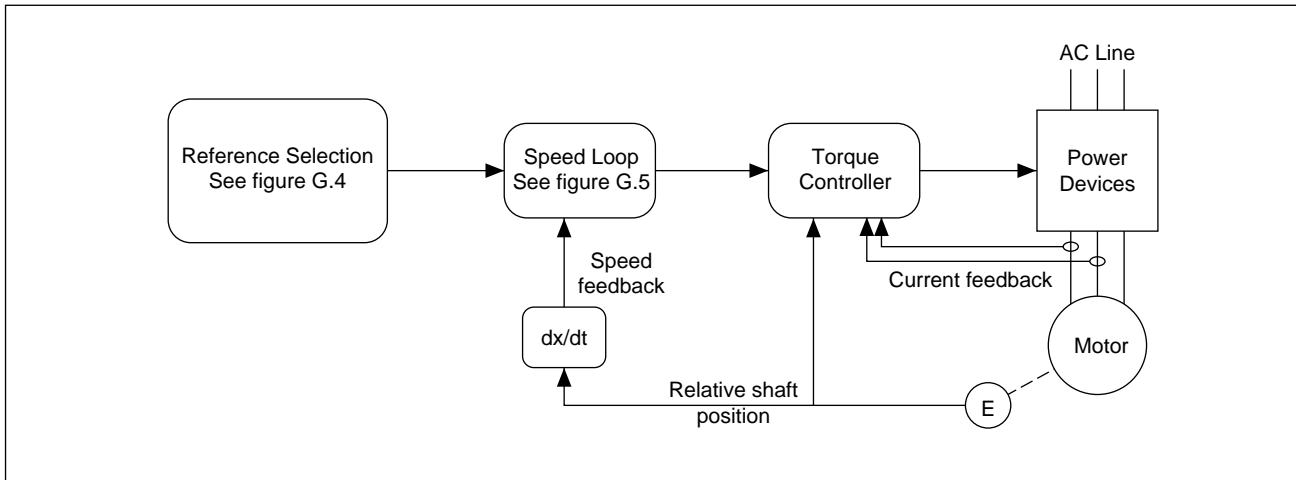 AC Line
Reference Selection
See figure G.4
Speed Loop
See figure G.5
Torque
Controller
Power
Devices
Speed
feedback
Current feedback
dx/dt
Motor
Relative shaft
position
E